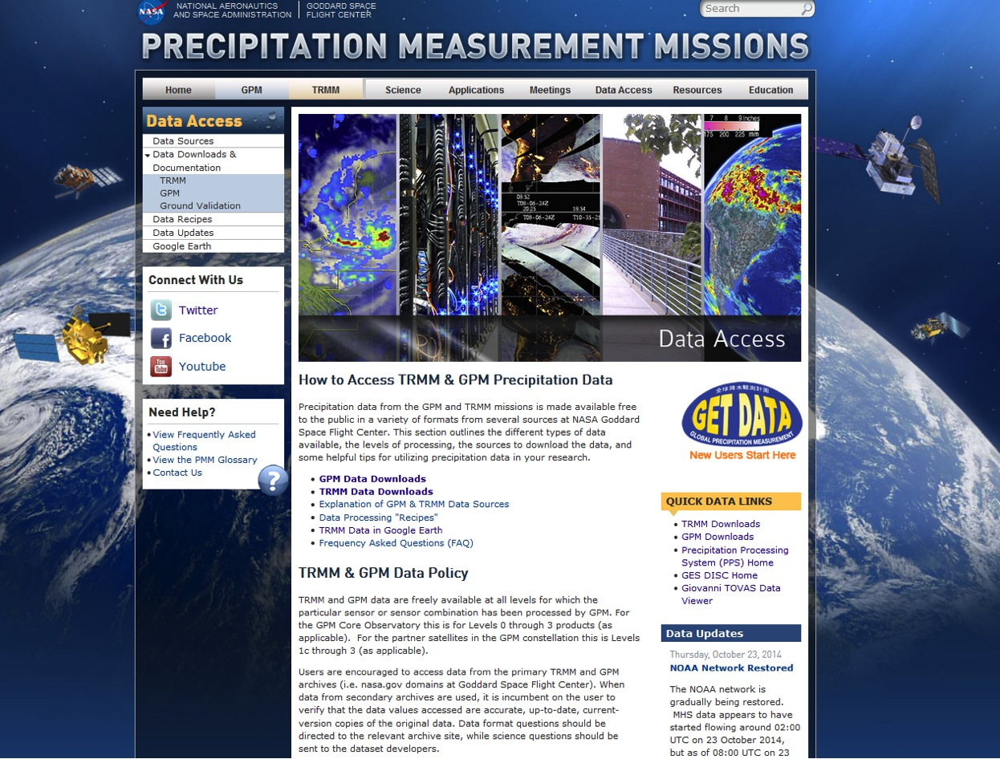 NATIONAL AERONAUTICS
AND SPACE ADMINISTRATION
GODDARD SPACE
FLIGHT CENTER
NASA
Search
PRECIPITATION MEASUREMENT MISSIONS
Home GPM TRMM Science Applications Meetings Data Access Resources Education
Data Access
Data Sources
Data Downloads &
Documentation
TRMM
GPM
Ground Validation
Data Recipes
Data Updates
Google Earth
Connect With Us
Twitter
Facebook
You
Tube
Youtube
Need Help?
View Frequently Asked
Questions
View the PMM Glossary
Contact Us
?
7 8 9 Inches
175 200 225 mm
08:52
T08-06-24Z
20:25 18:54
T08-06-24Z T10-35-2
Data Access
How to Access TRMM & GPM Precipitation Data
Precipitation data from the GPM and TRMM missions is made available free
to the public in a variety of formats from several sources at NASA Goddard
Space Flight Center. This section outlines the different types of data
available, the levels of processing, the sources to download the data, and
some helpful tips for utilizing precipitation data in your research.
GPM Data Downloads
TRMM Data Downloads
Explanation of GPM & TRMM Data Sources
Data Processing "Recipes"
TRMM Data in Google Earth
Frequency Asked Questions (FAQ)
TRMM & GPM Data Policy
TRMM and GPM data are freely available at all levels for which the
particular sensor or sensor combination has been processed by GPM. For
the GPM Core Observatory this is for Levels 0 through 3 products (as
applicable).  For the partner satellites in the GPM constellation this is Levels
1c through 3 (as applicable).
Users are encouraged to access data from the primary TRMM and GPM
archives (i.e. nasa.gov domains at Goddard Space Flight Center). When
data from secondary archives are used, it is incumbent on the user to
verify that the data values accessed are accurate, up-to-date, current-
version copies of the original data. Data format questions should be
directed to the relevant archive site, while science questions should be
sent to the dataset developers.
全球降水観測計画
GET DATA
GLOBAL PRECIPITATION MEASUREMENT
New Users Start Here
QUICK DATA LINKS
TRMM Downloads
GPM Downloads
Precipitation Processing
System (PPS) Home
GES DISC Home
Giovanni TOVAS Data
Viewer
Data Updates
Thursday, October 23, 2014
NOAA Network Restored
The NOAA network is
gradually being restored.
MHS data appears to have
started flowing around 02:00
UTC on 23 October 2014,
but as of 08:00 UTC on 23